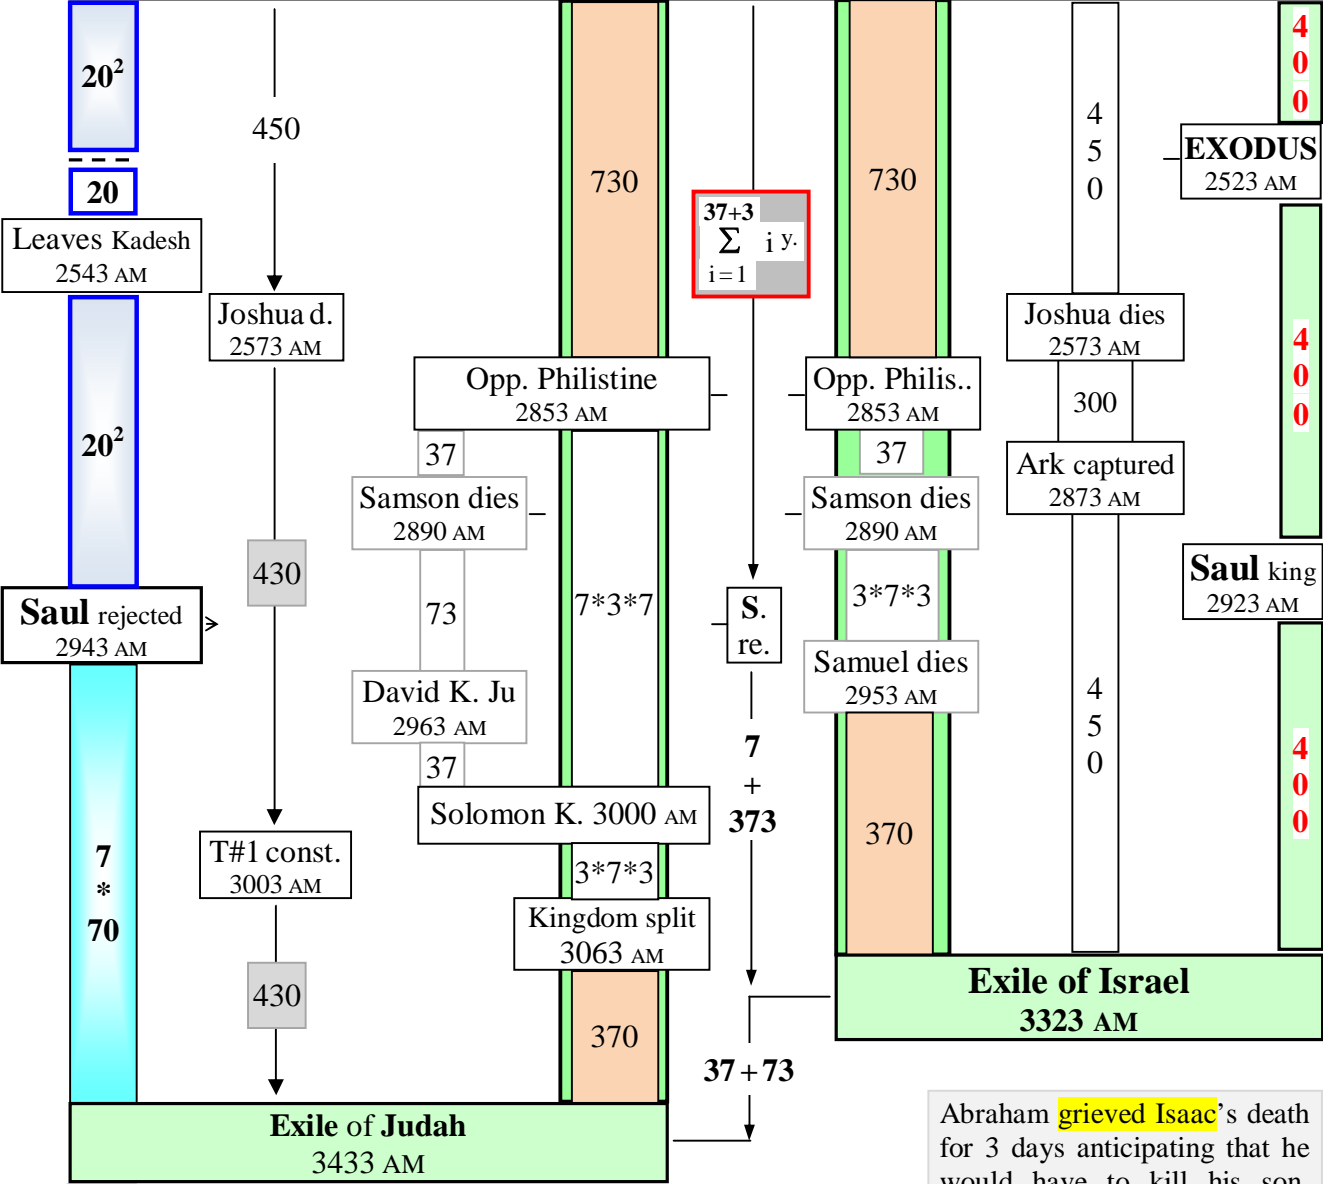 20²
20
Leaves Kadesh
2543 AM
20²
Saul rejected
2943 AM
7
*
70
450
Joshua d.
2573 AM
430
T#1 const.
3003 AM
430
730
Opp. Philistine
2853 AM
37
Samson dies
2890 AM
73
David K. Ju
2963 AM
37
7*3*7
Solomon K. 3000 AM
3*7*3
Kingdom split
3063 AM
370
Exile of Judah
3433 AM
37+3
Σ i y.
i=1
S.
re.
7
+
373
37+73
730
Opp. Philis..
2853 AM
37
Samson dies
2890 AM
3*7*3
Samuel dies
2953 AM
370
4
5
0
Joshua dies
2573 AM
300
Ark captured
2873 AM
4
5
0
4
0
0
EXODUS
2523 AM
4
0
0
Saul king
2923 AM
4
0
0
Exile of Israel
3323 AM
Abraham grieved Isaac's death
for 3 days anticipating that he
would have to kill his son.